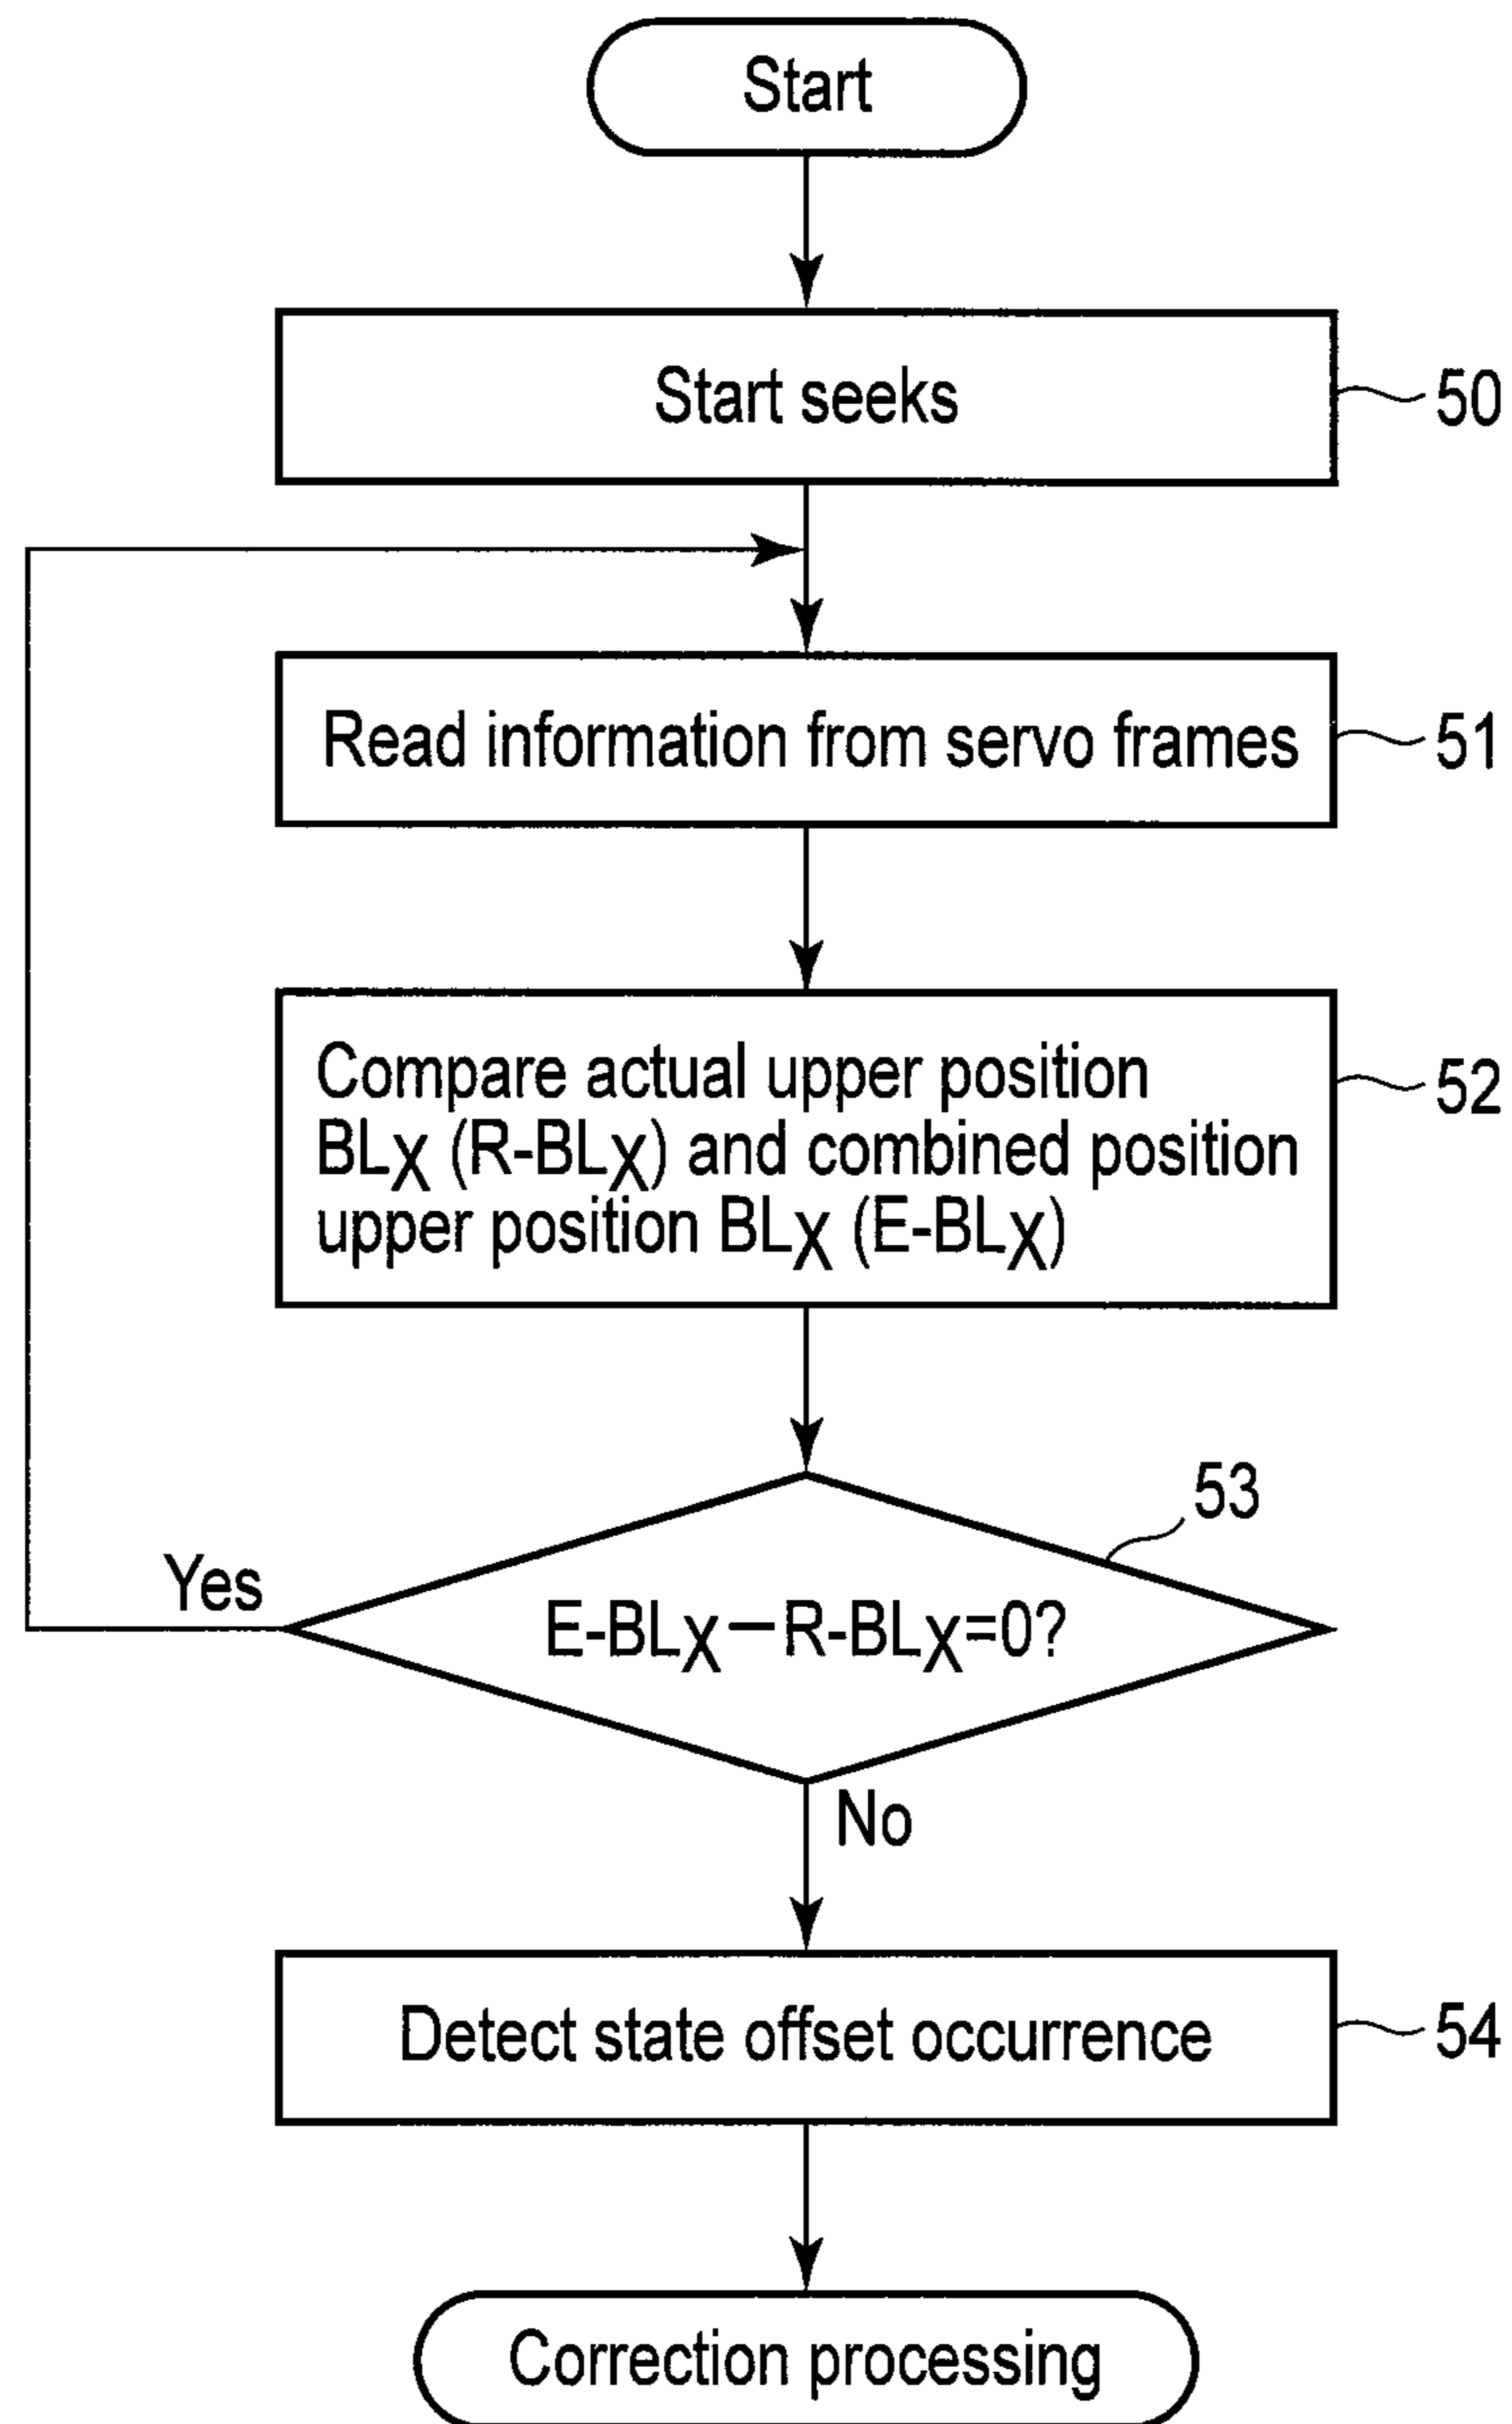 Start
Start seeks
50
Read information from servo frames
51
Compare actual upper position
BLX (R-BLX) and combined position
upper position BLX (E-BLX)
52
53
Yes
E-BLX−R-BLX=0?
No
Detect state offset occurrence
54
Correction processing